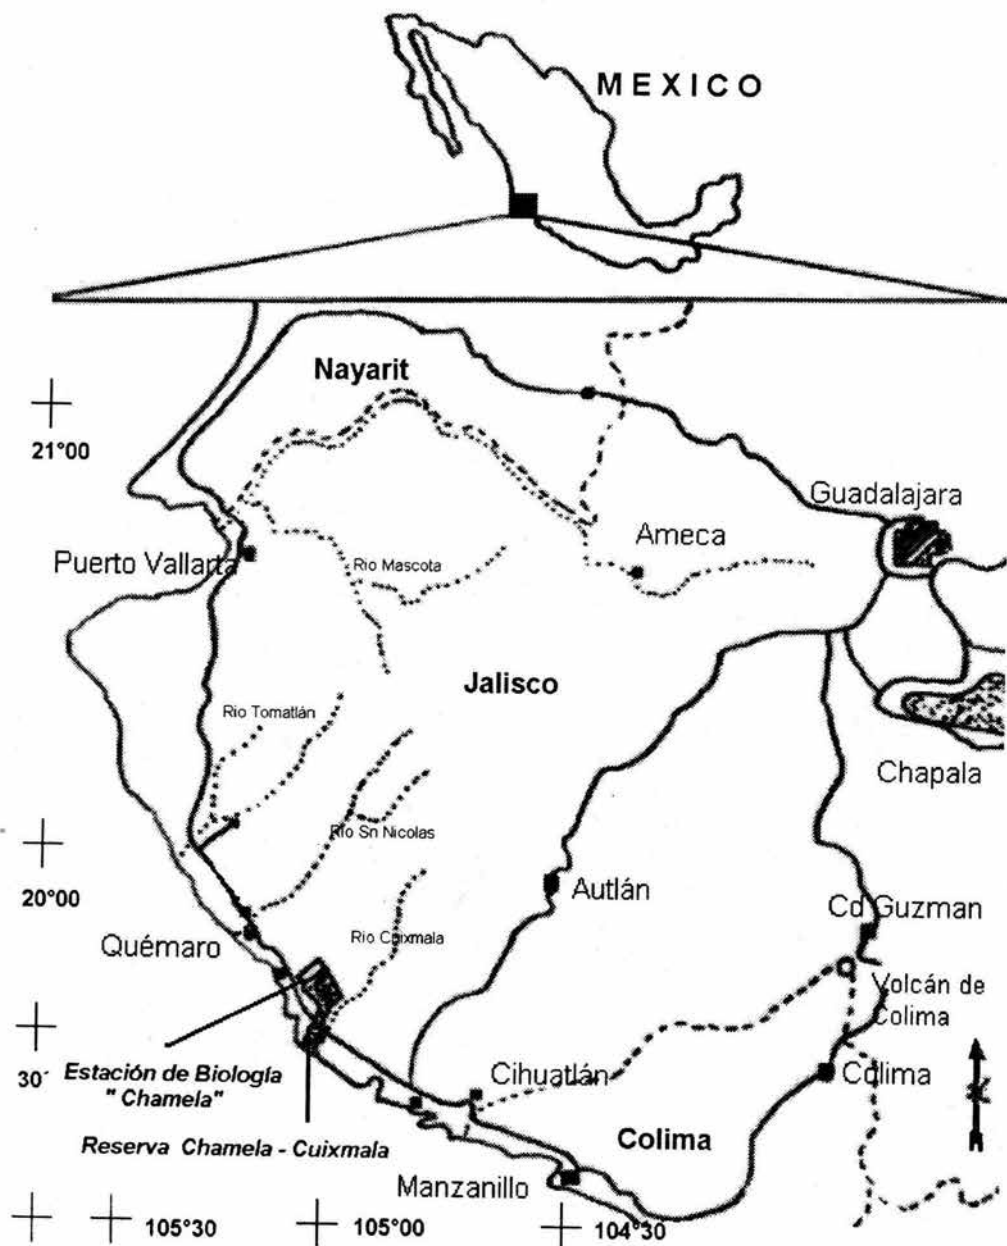 MEXICO
Nayarit
21°00
Guadalajara
Ameca
Puerto Vallarta
Rio Mascota
Jalisco
Rio Tomatlán
Chapala
Río Sn Nicolas
20°00
Autlán
Cd Guzman
Quémaro
Rio Cuixmala
Volcán de
Colima
30´
Estación de Biología
" Chamela"
Cihuatlán
Colima
Reserva Chamela - Cuixmala
Colima
Manzanillo
105°30
105°00
104°30